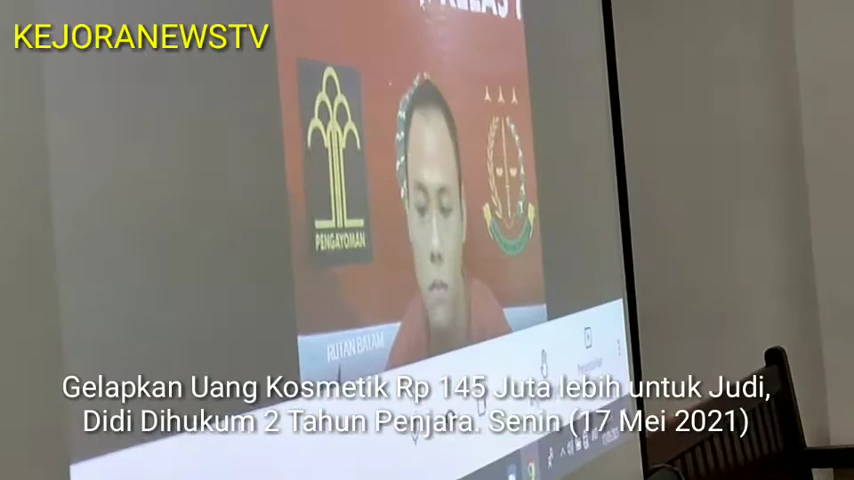 KEJORANEWSTV
KELAS I
PENGAYOMAN
RUTAN BATAM
Gelapkan Uang Kosmetik Rp 145 Juta lebih untuk Judi,
Didi Dihukum 2 Tahun Penjara. Senin (17 Mei 2021)